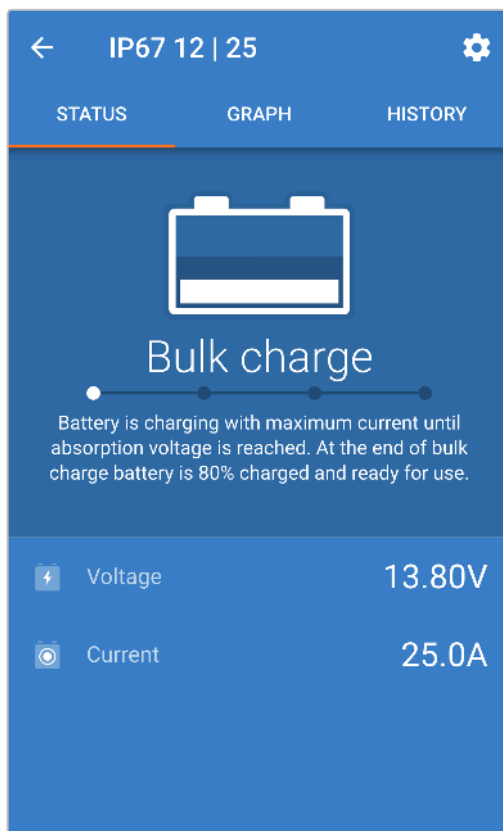 IP67 12 | 25
STATUS GRAPH HISTORY
Bulk charge
Battery is charging with maximum current until
absorption voltage is reached. At the end of bulk
charge battery is 80% charged and ready for use.
Voltage 13.80V
Current 25.0A